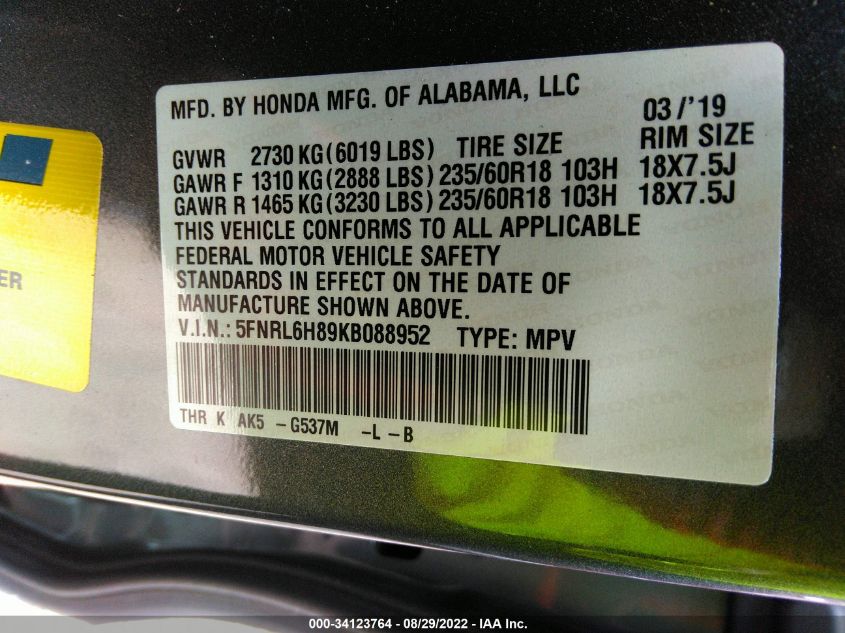 MFD. BY HONDA MFG. OF ALABAMA, LLC 03/'19
GVWR 2730 KG(6019 LBS) TIRE SIZE RIM SIZE
GAWR F 1310 KG(2888 LBS) 235/60R18 103H 18X7.5J
GAWR R 1465 KG(3230 LBS) 235/60R18 103H 18X7.5J
THIS VEHICLE CONFORMS TO ALL APPLICABLE
FEDERAL MOTOR VEHICLE SAFETY
STANDARDS IN EFFECT ON THE DATE OF
MANUFACTURE SHOWN ABOVE.
V.I.N.: 5FNRL6H89KB088952 TYPE: MPV
THR K AK5 -G537M -L-B
ER
000-34123764 - 08/29/2022 - IAA Inc.